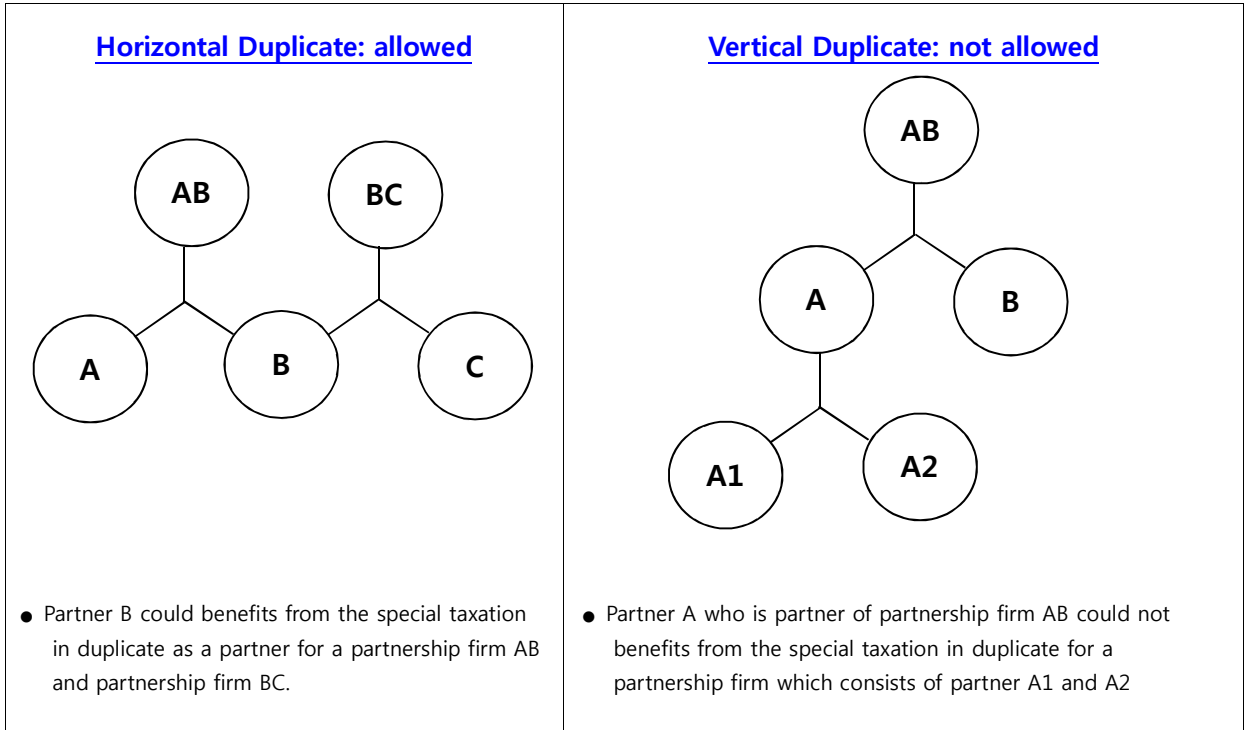 Horizontal Duplicate: allowed
AB
BC
A
B
C
● Partner B could benefits from the special taxation
in duplicate as a partner for a partnership firm AB
and partnership firm BC.
Vertical Duplicate: not allowed
AB
A
B
A1
A2
● Partner A who is partner of partnership firm AB could not
benefits from the special taxation in duplicate for a
partnership firm which consists of partner A1 and A2